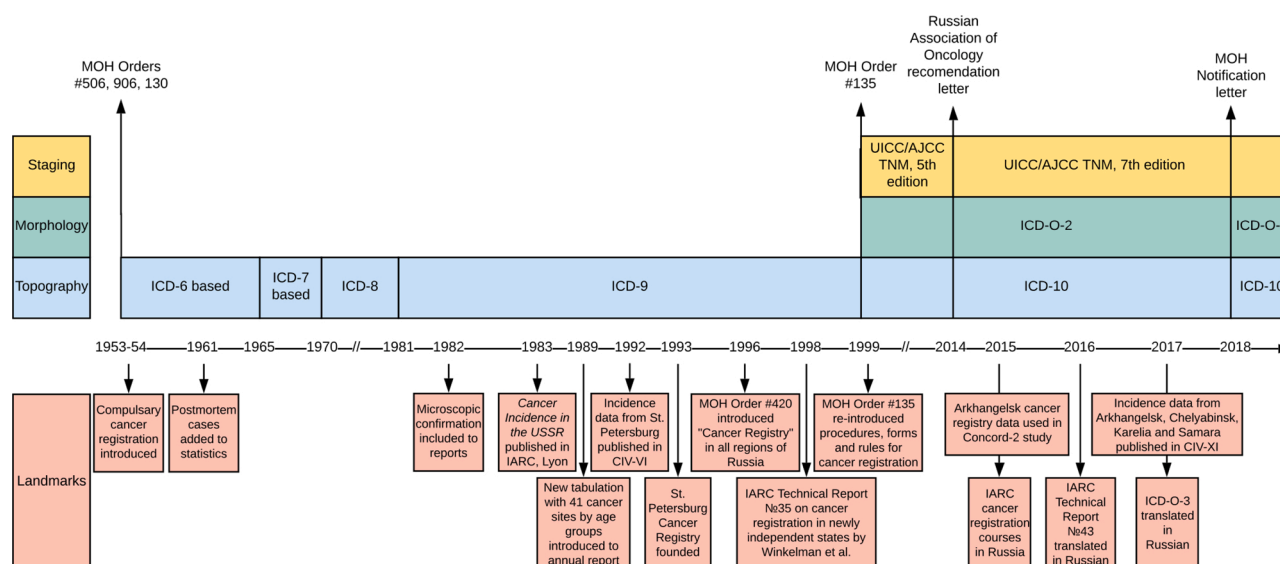 MOH Orders
#506, 906, 130
MOH Order
#135
Russian
Association of
Oncology
recomendation
letter
MOH
Notification
letter
Staging
UICC/AJCC
TNM, 5th
edition
UICC/AJCC TNM, 7th edition
Morphology
ICD-O-2
ICD-O-
Topography
ICD-6 based
ICD-7
based
ICD-8
ICD-9
ICD-10
ICD-10
1953-54 1961 1965 1970 // 1981 1982 1983 1989 1992 1993 1996 1998 1999 // 2014 2015 2016 2017 2018
Landmarks
Compulsary
cancer
registration
introduced
Postmortem
cases
added to
statistics
Microscopic
confirmation
included to
reports
Cancer
Incidence in
the USSR
published in
IARC, Lyon
New tabulation
with 41 cancer
sites by age
groups
introduced to
annual report
Incidence
data from St.
Petersburg
published in
CIV-VI
St.
Petersburg
Cancer
Registry
founded
MOH Order #420
introduced
"Cancer Registry"
in all regions of
Russia
IARC Technical Report
№35 on cancer
registration in newly
independent states by
Winkelman et al.
MOH Order #135
re-introduced
procedures, forms
and rules for
cancer registration
Arkhangelsk cancer
registry data used in
Concord-2 study
IARC
cancer
registration
courses
in Russia
IARC
Technical
Report
№43
translated
in Russian
Incidence data from
Arkhangelsk, Chelyabinsk,
Karelia and Samara
published in CIV-XI
ICD-O-3
translated
in
Russian